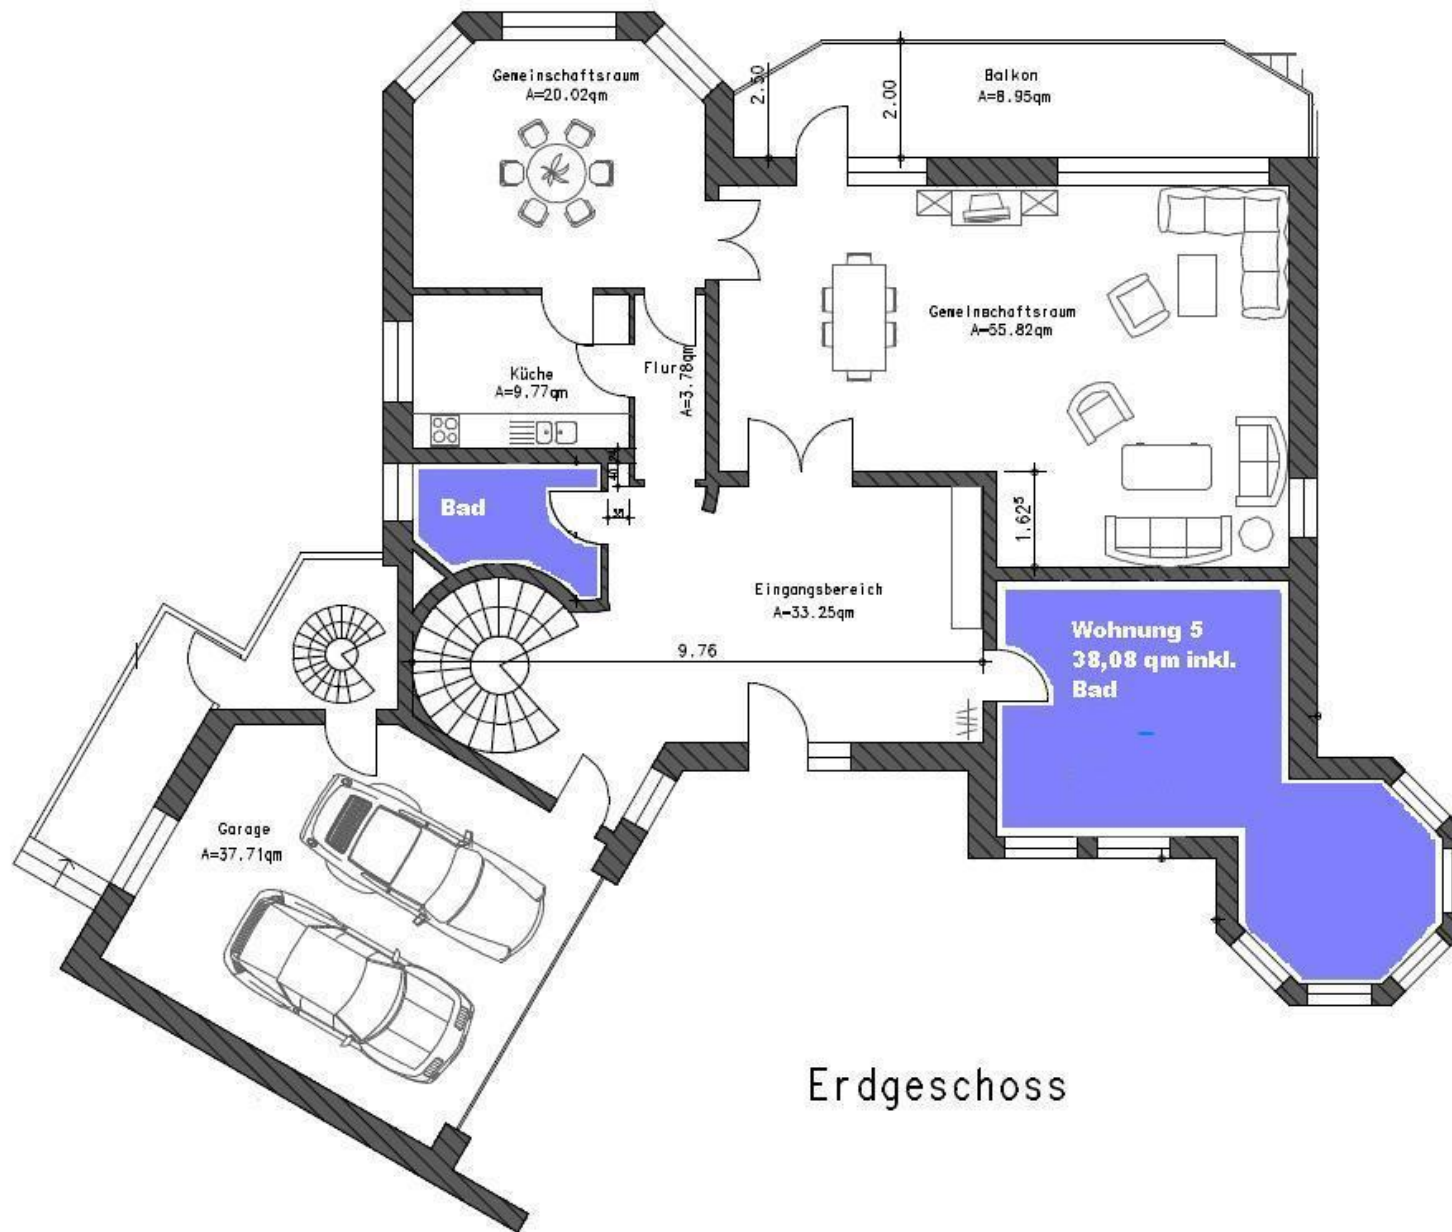 Gemeinschaftsraum
A=20.02qm
Balkon
A=8.95qm
2.50
2.00
Gemeinschaftsraum
A=55.82qm
Küche
A=9.77qm
Flur
A=3.78qm
Bad
40
1.62⁵
Eingangsbereich
A=33.25qm
9.76
Wohnung 5
38,08 qm inkl.
Bad
Garage
A=37.71qm
Erdgeschoss